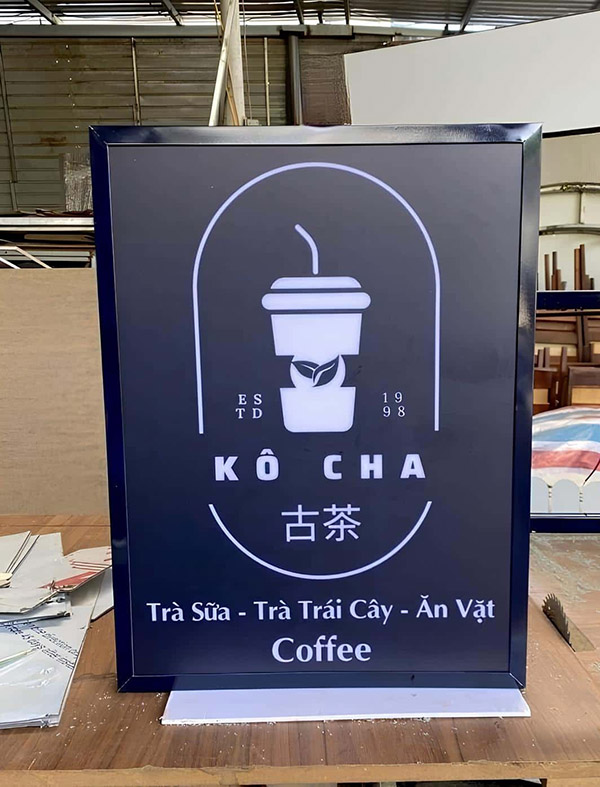 ES
TD
19
98
KÔ CHA
古茶
Trà Sữa - Trà Trái Cây - Ăn Vặt
Coffee